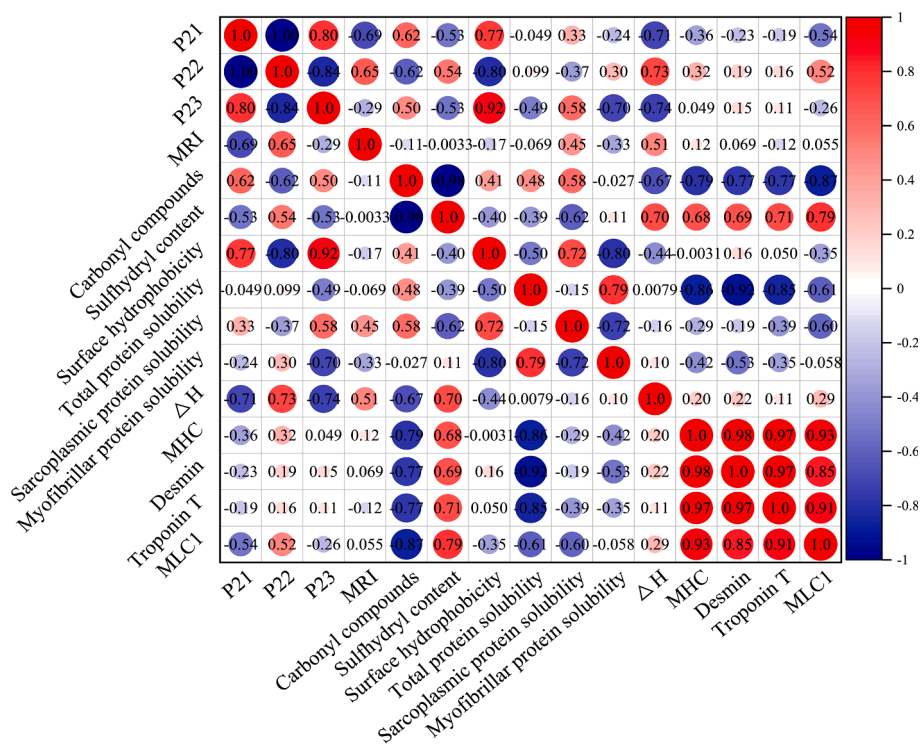 P21 1.0 -1.00 0.80 -0.69 0.62 -0.53 0.77 -0.049 0.33 -0.24 -0.71 -0.36 -0.23 -0.19 -0.54
P22 -1.00 1.0 -0.84 0.65 -0.62 0.54 -0.80 0.099 -0.37 0.30 0.73 0.32 0.19 0.16 0.52
P23 0.80 -0.84 1.0 -0.29 0.50 -0.53 0.92 -0.49 0.58 -0.70 -0.74 0.049 0.15 0.11 -0.26
MRI -0.69 0.65 -0.29 1.0 -0.11 -0.0033 -0.17 -0.069 0.45 -0.33 0.51 0.12 0.069 -0.12 0.055
Carbonyl compounds 0.62 -0.62 0.50 -0.11 1.0 -0.98 0.41 0.48 0.58 -0.027 -0.67 -0.79 -0.77 -0.77 -0.87
Sulfhydryl content -0.53 0.54 -0.53 -0.0033 -0.98 1.0 -0.40 -0.39 -0.62 0.11 0.70 0.68 0.69 0.71 0.79
Surface hydrophobicity 0.77 -0.80 0.92 -0.17 0.41 -0.40 1.0 -0.50 0.72 -0.80 -0.44 -0.0031 0.16 0.050 -0.35
Total protein solubility -0.049 0.099 -0.49 -0.069 0.48 -0.39 -0.50 1.0 -0.15 0.79 0.0079 -0.86 -0.92 -0.85 -0.61
Sarcoplasmic protein solubility 0.33 -0.37 0.58 0.45 0.58 -0.62 0.72 -0.15 1.0 -0.72 -0.16 -0.29 -0.19 -0.39 -0.60
Myofibrillar protein solubility -0.24 0.30 -0.70 -0.33 -0.027 0.11 -0.80 0.79 -0.72 1.0 0.10 -0.42 -0.53 -0.35 -0.058
△H -0.71 0.73 -0.74 0.51 -0.67 0.70 -0.44 0.0079 -0.16 0.10 1.0 0.20 0.22 0.11 0.29
MHC -0.36 0.32 0.049 0.12 -0.79 0.68 -0.0031 -0.86 -0.29 -0.42 0.20 1.0 0.98 0.97 0.93
Desmin -0.23 0.19 0.15 0.069 -0.77 0.69 0.16 -0.92 -0.19 -0.53 0.22 0.98 1.0 0.97 0.85
Troponin T -0.19 0.16 0.11 -0.12 -0.77 0.71 0.050 -0.85 -0.39 -0.35 0.11 0.97 0.97 1.0 0.91
MLC1 -0.54 0.52 -0.26 0.055 -0.87 0.79 -0.35 -0.61 -0.60 -0.058 0.29 0.93 0.85 0.91 1.0
P21
P22
P23
MRI
Carbonyl compounds
Sulfhydryl content
Surface hydrophobicity
Total protein solubility
Sarcoplasmic protein solubility
Myofibrillar protein solubility
△H
MHC
Desmin
Troponin T
MLC1
1
0.8
0.6
0.4
0.2
0
-0.2
-0.4
-0.6
-0.8
-1